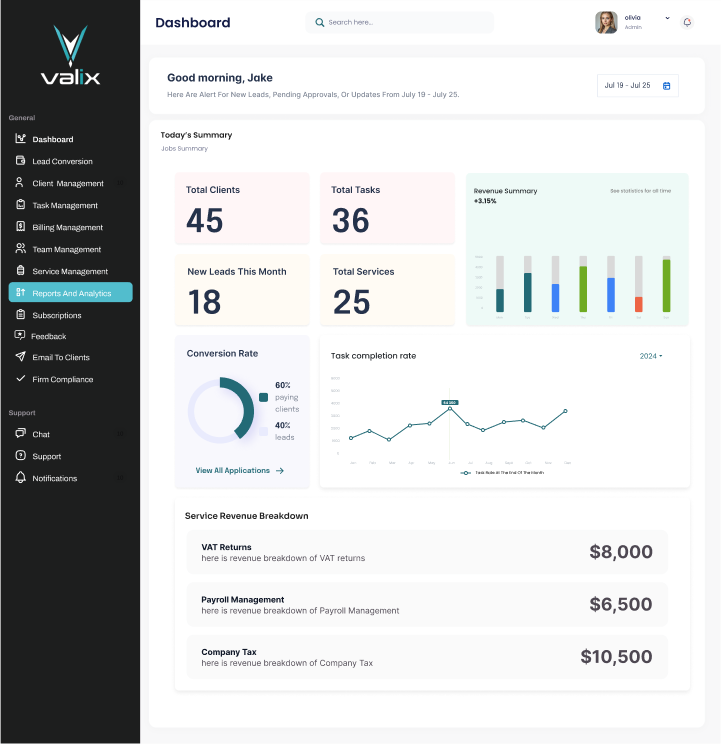 valix
General
Dashboard
Lead Conversion
Client Management
Task Management
Billing Management
Team Management
Service Management
Reports And Analytics
Subscriptions
Feedback
Email To Clients
Firm Compliance
Support
Chat
Support
Notifications
Dashboard
Search here..
olivia
Admin
Good morning, Jake
Here Are Alert For New Leads, Pending Approvals, Or Updates From July 19 - July 25.
Jul 19 - Jul 25
Today's Summary
Jobs Summary
Total Clients
45
Total Tasks
36
New Leads This Month
18
Total Services
25
Revenue Summary
+3.15%
See statistics for all time
Conversion Rate
60%
paying
clients
40%
leads
View All Applications
Task completion rate
2024
Task Rate At The End Of The Month
Service Revenue Breakdown
VAT Returns
here is revenue breakdown of VAT returns
$8,000
Payroll Management
here is revenue breakdown of Payroll Management
$6,500
Company Tax
here is revenue breakdown of Company Tax
$10,500